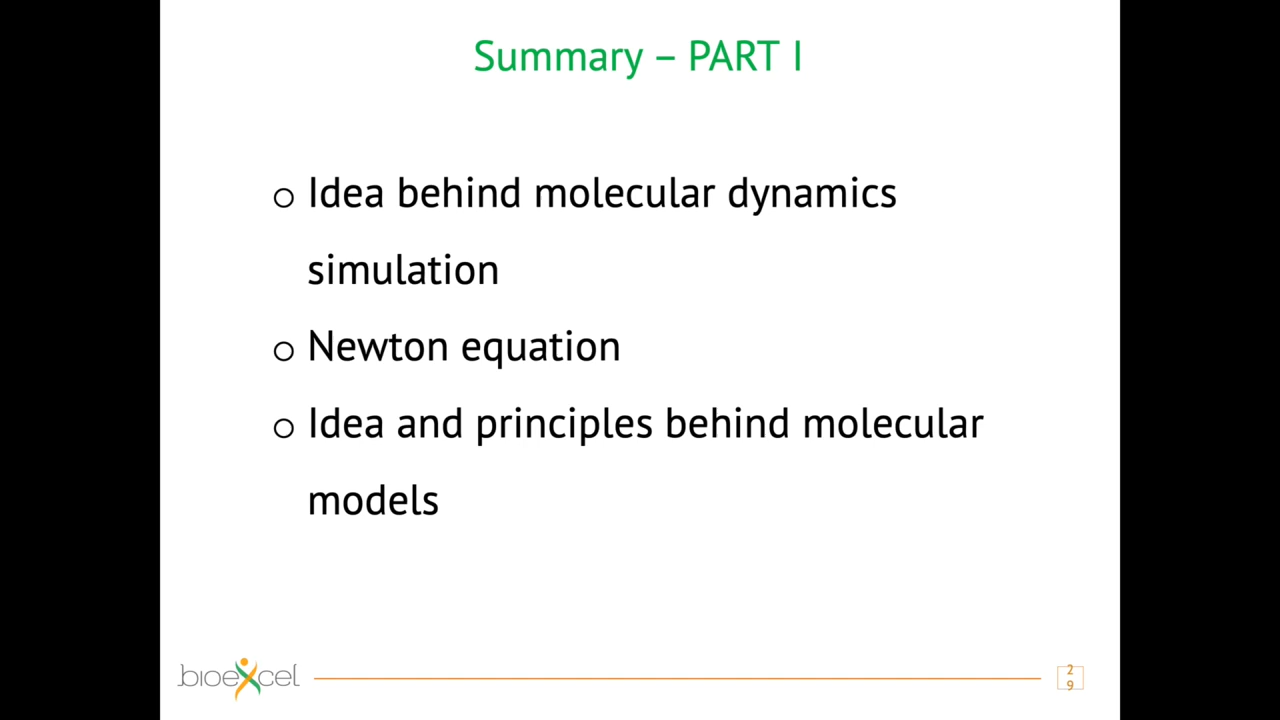 Summary – PART I
Idea behind molecular dynamics
simulation
Newton equation
Idea and principles behind molecular
models
bioexcel
2
9